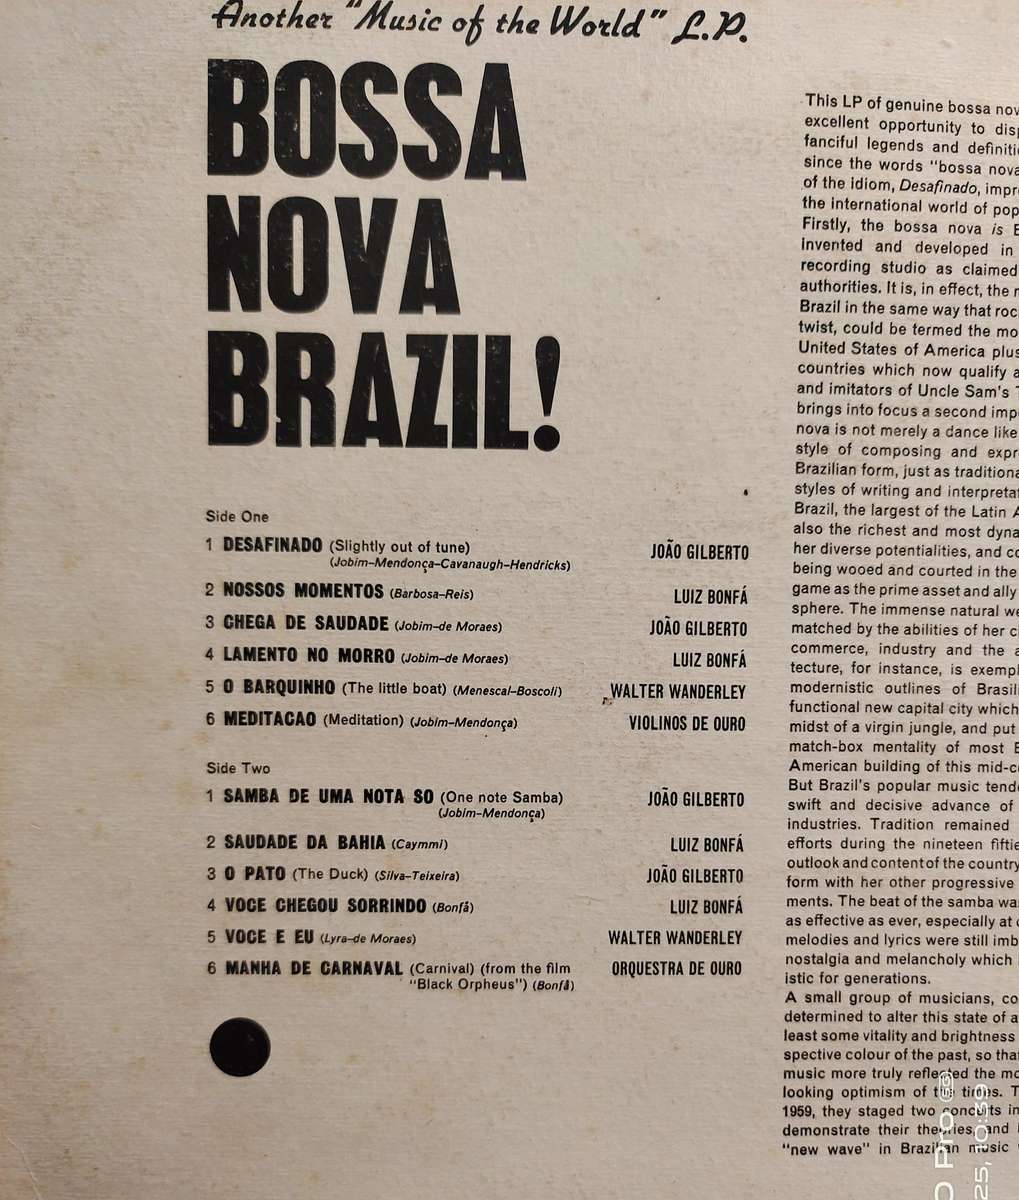 Another "Music of the World" L.P.
BOSSA
NOVA
BRAZIL!
Side One
1 DESAFINADO (Slightly out of tune) JOÃO GILBERTO
(Jobim–Mendonça–Cavanaugh–Hendricks)
2 NOSSOS MOMENTOS (Barbosa–Reis) LUIZ BONFÁ
3 CHEGA DE SAUDADE (Jobim–de Moraes) JOÃO GILBERTO
4 LAMENTO NO MORRO (Jobim–de Moraes) LUIZ BONFÁ
5 O BARQUINHO (The little boat) (Menescal–Boscoli) WALTER WANDERLEY
6 MEDITACAO (Meditation) (Jobim–Mendonça) VIOLINOS DE OURO
Side Two
1 SAMBA DE UMA NOTA SO (One note Samba) JOÃO GILBERTO
(Jobim–Mendonça)
2 SAUDADE DA BAHIA (Caymmi) LUIZ BONFÁ
3 O PATO (The Duck) (Silva–Teixeira) JOÃO GILBERTO
4 VOCE CHEGOU SORRINDO (Bonfá) LUIZ BONFÁ
5 VOCE E EU (Lyra–de Moraes) WALTER WANDERLEY
6 MANHA DE CARNAVAL (Carnival) (from the film ORQUESTRA DE OURO
"Black Orpheus") (Bonfá)
This LP of genuine bossa
excellent opportunity to
fanciful legends and
since the words "bossa nova
of the idiom, Desafinado,
the international world of pop
Firstly, the bossa nova is
invented and developed in
recording studio as claimed
authorities. It is, in effect, the
Brazil in the same way that
twist, could be termed the
United States of America plus
countries which now qualify
and imitators of Uncle Sam's
brings into focus a second
nova is not merely a dance like
style of composing and
Brazilian form, just as
styles of writing and
Brazil, the largest of the Latin
also the richest and most
her diverse potentialities, and
being wooed and courted in the
game as the prime asset and ally
sphere. The immense natural
matched by the abilities of her
commerce, industry and the
tecture, for instance, is
modernistic outlines of
functional new capital city which
midst of a virgin jungle, and put
match-box mentality of most
American building of this
But Brazil's popular music
swift and decisive advance of
industries. Tradition remained
efforts during the nineteen
outlook and content of the country
form with her other progressive
ments. The beat of the samba
as effective as ever, especially at
melodies and lyrics were still
nostalgia and melancholy which
istic for generations.
A small group of musicians,
determined to alter this state of
least some vitality and brightness
spective colour of the past, so
music more truly reflected the
looking optimism of the times.
1959, they staged two concerts in
demonstrate their theories, and
"new wave" in Brazilian music
Pro
25, 10:39